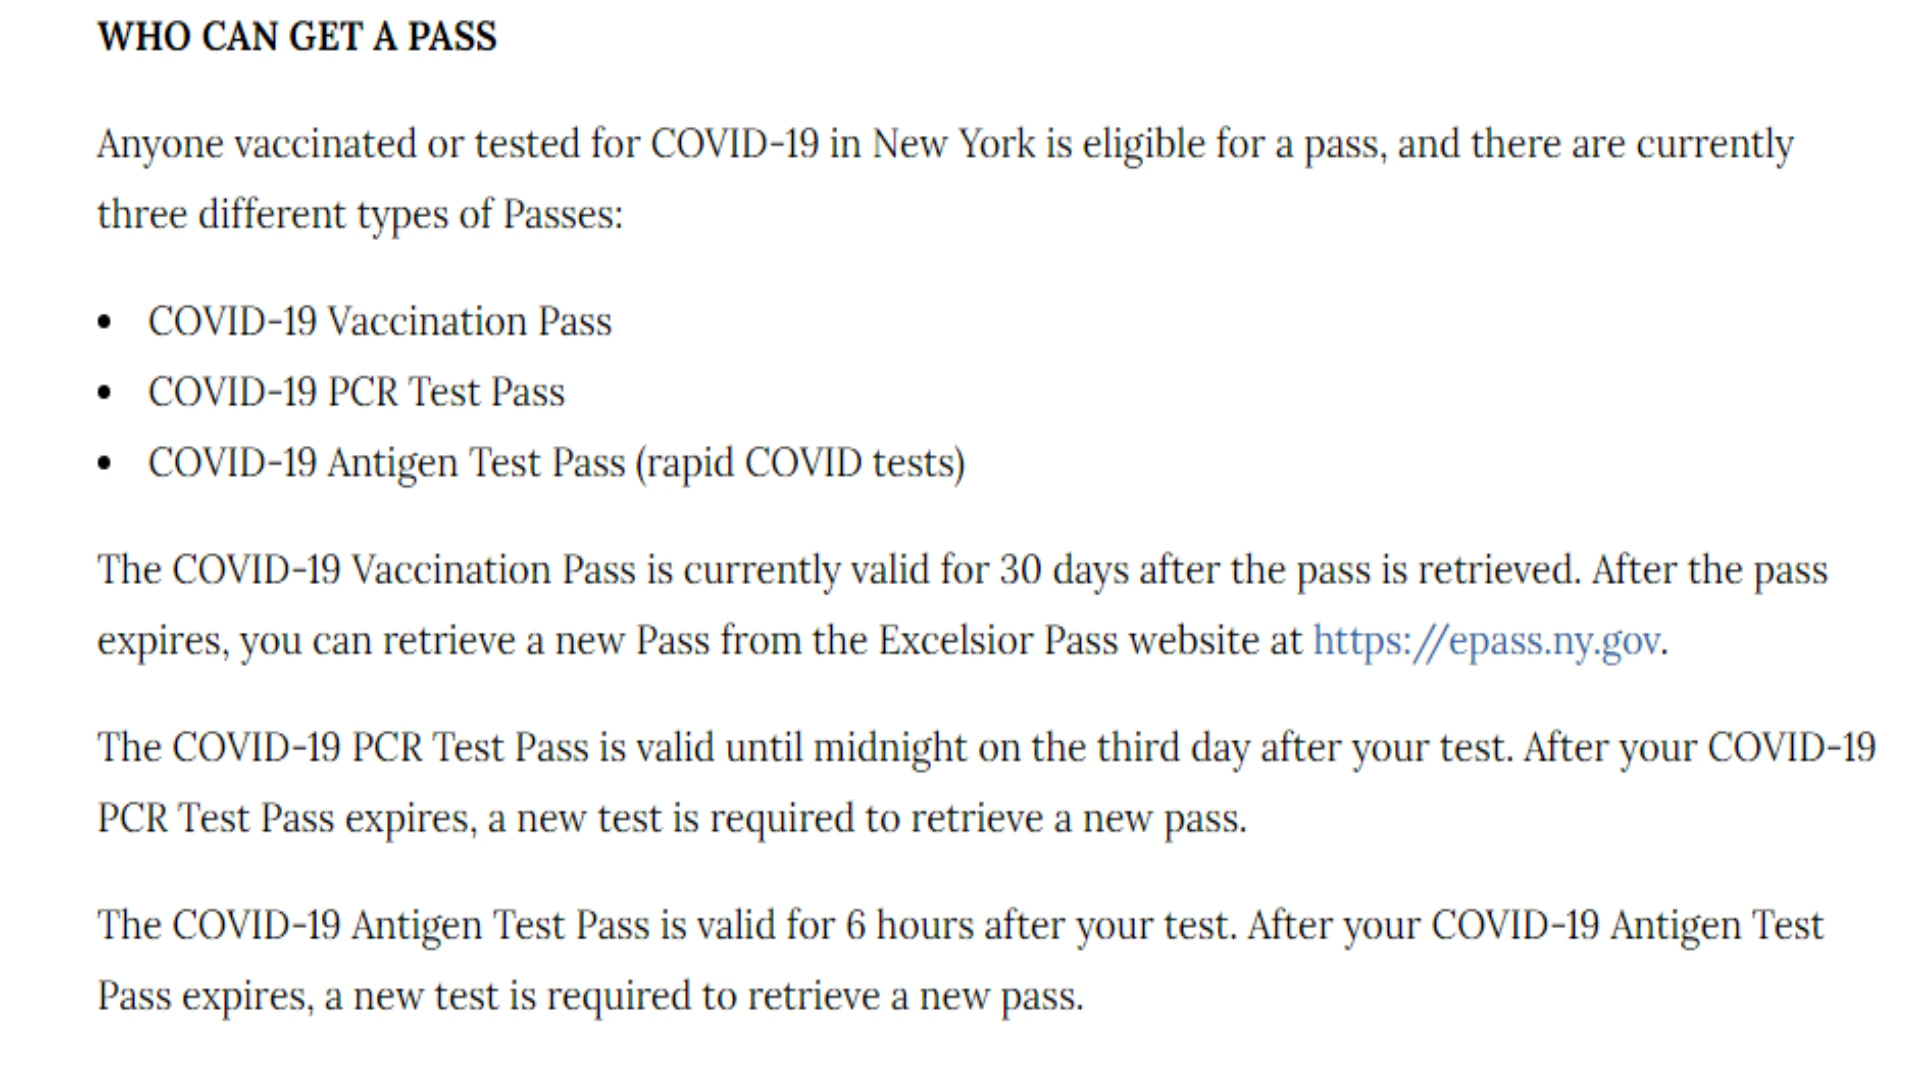 WHO CAN GET A PASS
Anyone vaccinated or tested for COVID-19 in New York is eligible for a pass, and there are currently
three different types of Passes:
• COVID-19 Vaccination Pass
• COVID-19 PCR Test Pass
• COVID-19 Antigen Test Pass (rapid COVID tests)
The COVID-19 Vaccination Pass is currently valid for 30 days after the pass is retrieved. After the pass
expires, you can retrieve a new Pass from the Excelsior Pass website at https://epass.ny.gov.
The COVID-19 PCR Test Pass is valid until midnight on the third day after your test. After your COVID-19
PCR Test Pass expires, a new test is required to retrieve a new pass.
The COVID-19 Antigen Test Pass is valid for 6 hours after your test. After your COVID-19 Antigen Test
Pass expires, a new test is required to retrieve a new pass.